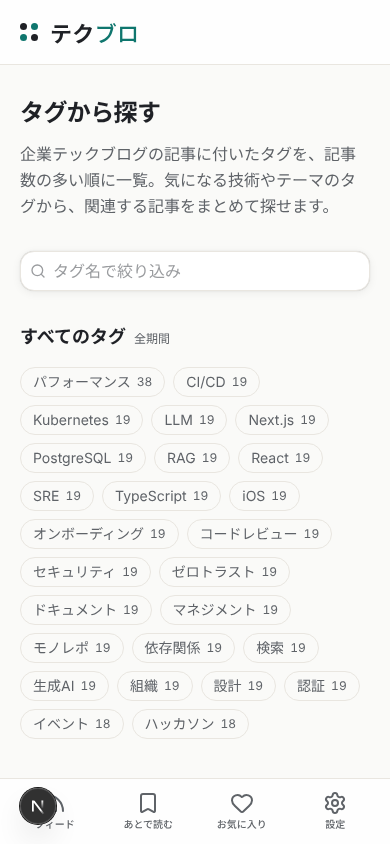 テクブロ
タグから探す
企業テックブログの記事に付いたタグを、記事
数の多い順に一覧。気になる技術やテーマのタ
グから、関連する記事をまとめて探せます。
タグ名で絞り込み
すべてのタグ 全期間
パフォーマンス 38 CI/CD 19
Kubernetes 19 LLM 19 Next.js 19
PostgreSQL 19 RAG 19 React 19
SRE 19 TypeScript 19 iOS 19
オンボーディング 19 コードレビュー 19
セキュリティ 19 ゼロトラスト 19
ドキュメント 19 マネジメント 19
モノレポ 19 依存関係 19 検索 19
生成AI 19 組織 19 設計 19 認証 19
イベント 18 ハッカソン 18
N
フィード あとで読む お気に入り 設定